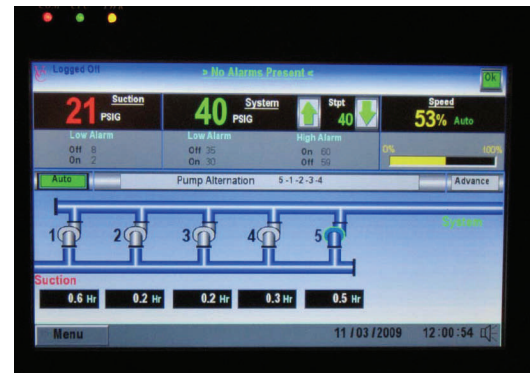 Logged Off
> No Alarms Present <
Ok
21 PSIG Suction
40 PSIG System
Stpt 40
Speed
53% Auto
Low Alarm
Off 8
On 2
Low Alarm
Off 35
On 30
High Alarm
On 60
Off 59
0% 100%
Auto
Pump Alternation 5-1-2-3-4
Advance
System
1 2 3 4 5
Suction
0.6 Hr 0.2 Hr 0.2 Hr 0.3 Hr 0.5 Hr
Menu
11/03/2009 12:00:54